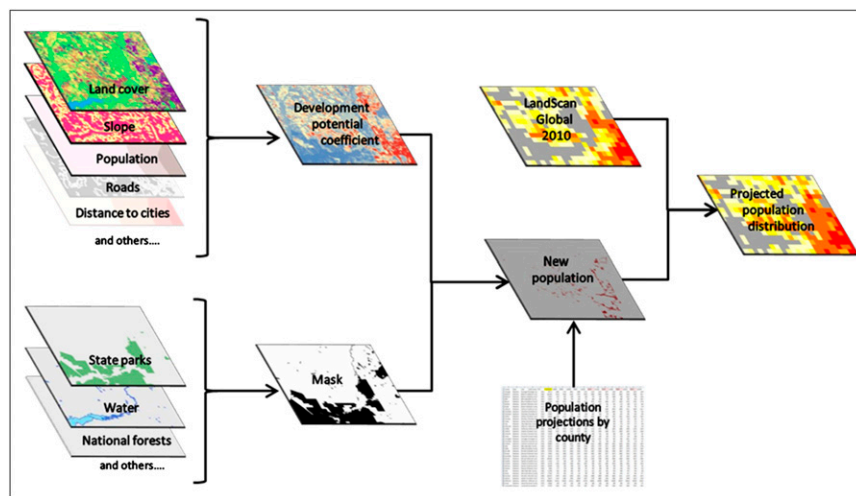 Land cover
Slope
Population
Roads
Distance to cities
and others....
Development
potential
coefficient
LandScan
Global
2010
Projected
population
distribution
New
population
State parks
Water
National forests
and others....
Mask
Population
projections by
county